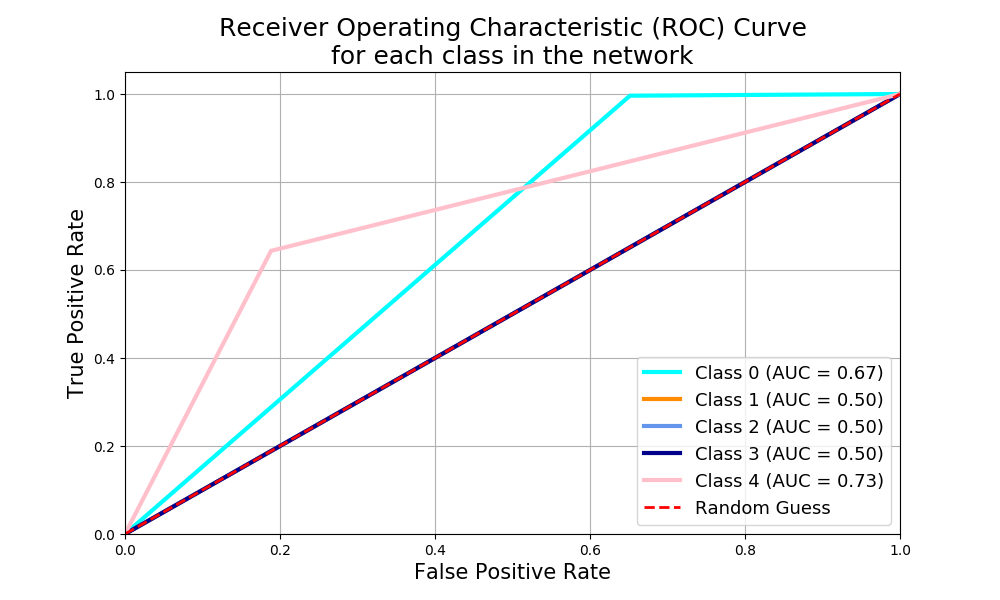 Receiver Operating Characteristic (ROC) Curve
for each class in the network
True Positive Rate
1.0
0.8
0.6
0.4
0.2
0.0
0.0 0.2 0.4 0.6 0.8 1.0
False Positive Rate
Class 0 (AUC = 0.67)
Class 1 (AUC = 0.50)
Class 2 (AUC = 0.50)
Class 3 (AUC = 0.50)
Class 4 (AUC = 0.73)
Random Guess